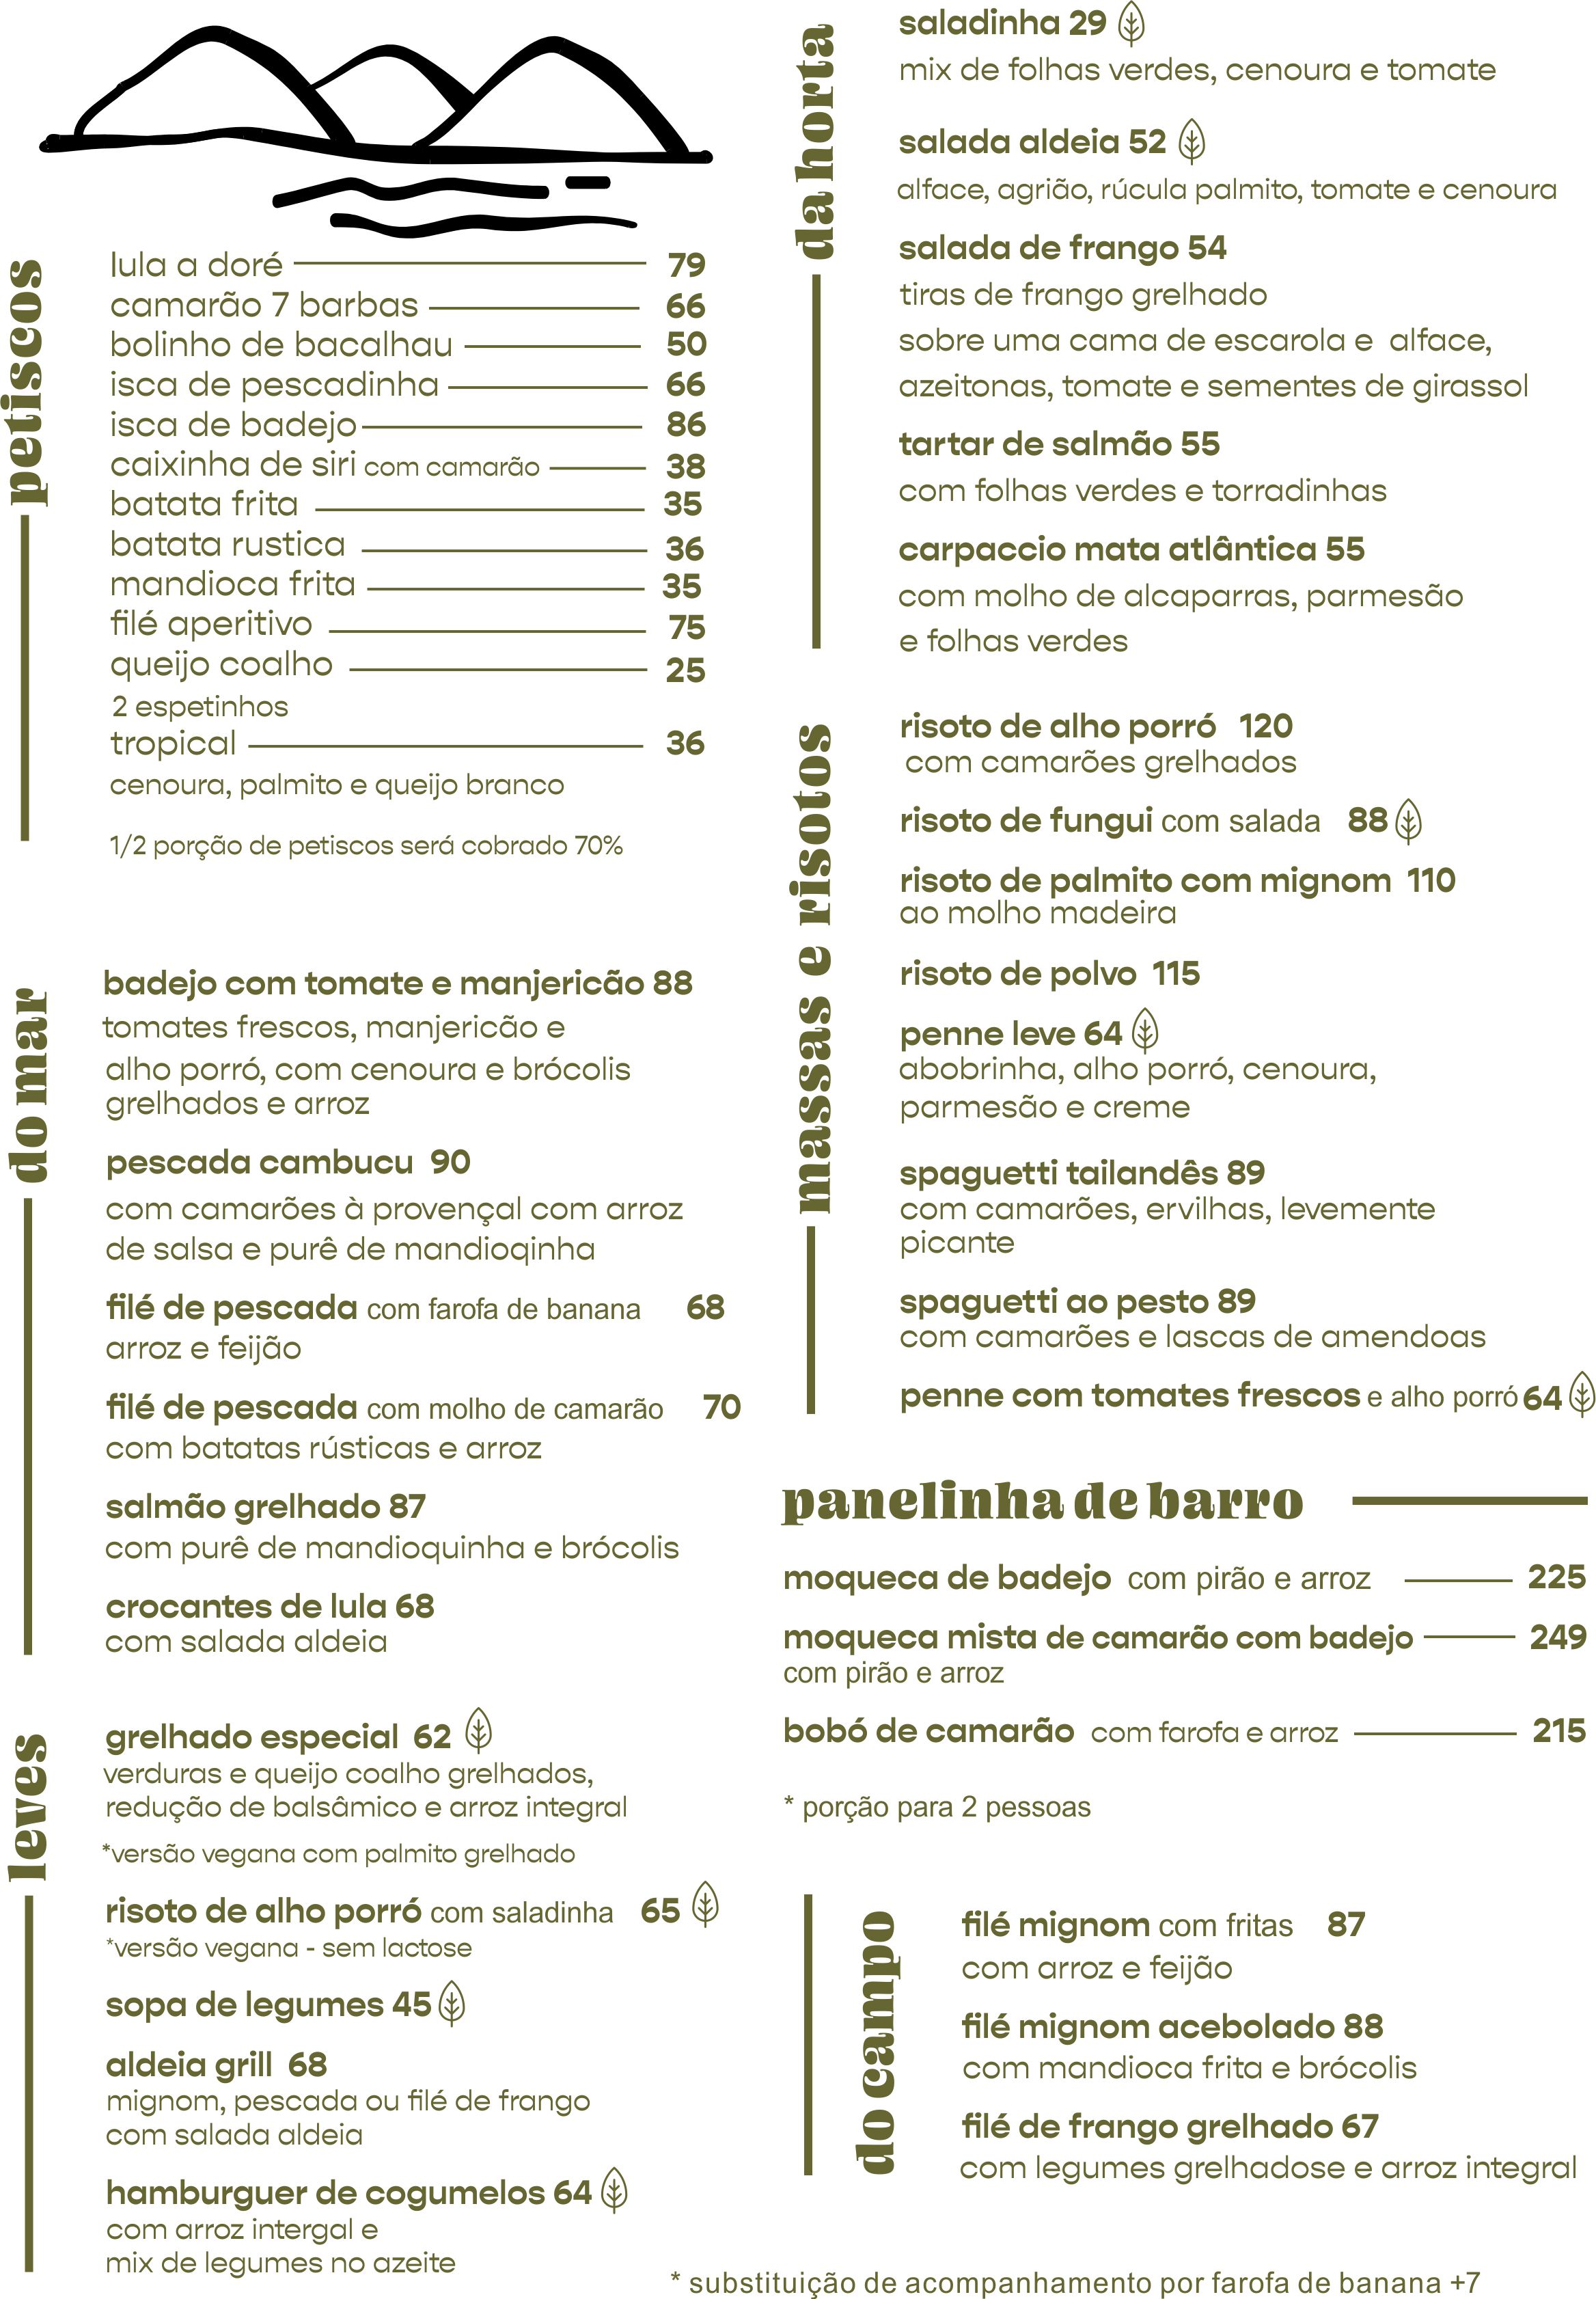 petiscos
lula a doré 79
camarão 7 barbas 66
bolinho de bacalhau 50
isca de pescadinha 66
isca de badejo 86
caixinha de siri com camarão 38
batata frita 35
batata rustica 36
mandioca frita 35
filé aperitivo 75
queijo coalho 25
2 espetinhos
tropical 36
cenoura, palmito e queijo branco
1/2 porção de petiscos será cobrado 70%
do mar
badejo com tomate e manjericão 88
tomates frescos, manjericão e
alho porró, com cenoura e brócolis
grelhados e arroz
pescada cambucu 90
com camarões à provençal com arroz
de salsa e purê de mandioqinha
filé de pescada com farofa de banana 68
arroz e feijão
filé de pescada com molho de camarão 70
com batatas rústicas e arroz
salmão grelhado 87
com purê de mandioquinha e brócolis
crocantes de lula 68
com salada aldeia
leves
grelhado especial 62
verduras e queijo coalho grelhados,
redução de balsâmico e arroz integral
*versão vegana com palmito grelhado
risoto de alho porró com saladinha 65
*versão vegana - sem lactose
sopa de legumes 45
aldeia grill 68
mignom, pescada ou filé de frango
com salada aldeia
hamburguer de cogumelos 64
com arroz intergal e
mix de legumes no azeite
da horta
saladinha 29
mix de folhas verdes, cenoura e tomate
salada aldeia 52
alface, agrião, rúcula palmito, tomate e cenoura
salada de frango 54
tiras de frango grelhado
sobre uma cama de escarola e alface,
azeitonas, tomate e sementes de girassol
tartar de salmão 55
com folhas verdes e torradinhas
carpaccio mata atlântica 55
com molho de alcaparras, parmesão
e folhas verdes
massas e risotos
risoto de alho porró 120
com camarões grelhados
risoto de fungui com salada 88
risoto de palmito com mignom 110
ao molho madeira
risoto de polvo 115
penne leve 64
abobrinha, alho porró, cenoura,
parmesão e creme
spaguetti tailandês 89
com camarões, ervilhas, levemente
picante
spaguetti ao pesto 89
com camarões e lascas de amendoas
penne com tomates frescos e alho porró 64
panelinha de barro
moqueca de badejo com pirão e arroz 225
moqueca mista de camarão com badejo 249
com pirão e arroz
bobó de camarão com farofa e arroz 215
* porção para 2 pessoas
do campo
filé mignom com fritas 87
com arroz e feijão
filé mignom acebolado 88
com mandioca frita e brócolis
filé de frango grelhado 67
com legumes grelhadose e arroz integral
* substituição de acompanhamento por farofa de banana +7